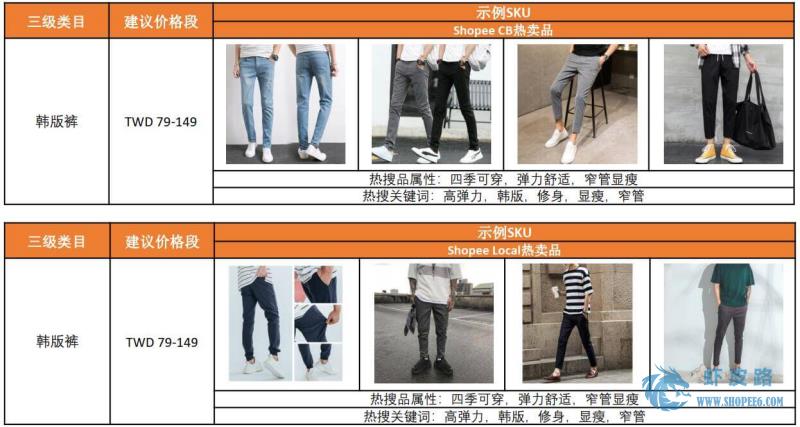 三级类目 建议价格段 示例SKU
Shopee CB热卖品
韩版裤 TWD 79-149
热搜品属性：四季可穿，弹力舒适，窄管显瘦
热搜关键词：高弹力，韩版，修身，显瘦，窄管
三级类目 建议价格段 示例SKU
Shopee Local热卖品
韩版裤 TWD 79-149
热搜品属性：四季可穿，弹力舒适，窄管显瘦
热搜关键词：高弹力，韩版，修身，显瘦，窄管
虾皮路
WWW.SHOPEE6.COM